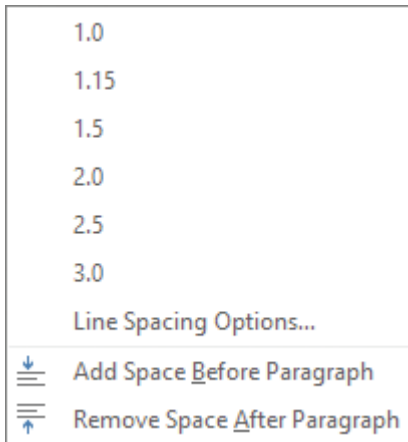 1.0
1.15
1.5
2.0
2.5
3.0
Line Spacing Options...
Add Space Before Paragraph
Remove Space After Paragraph